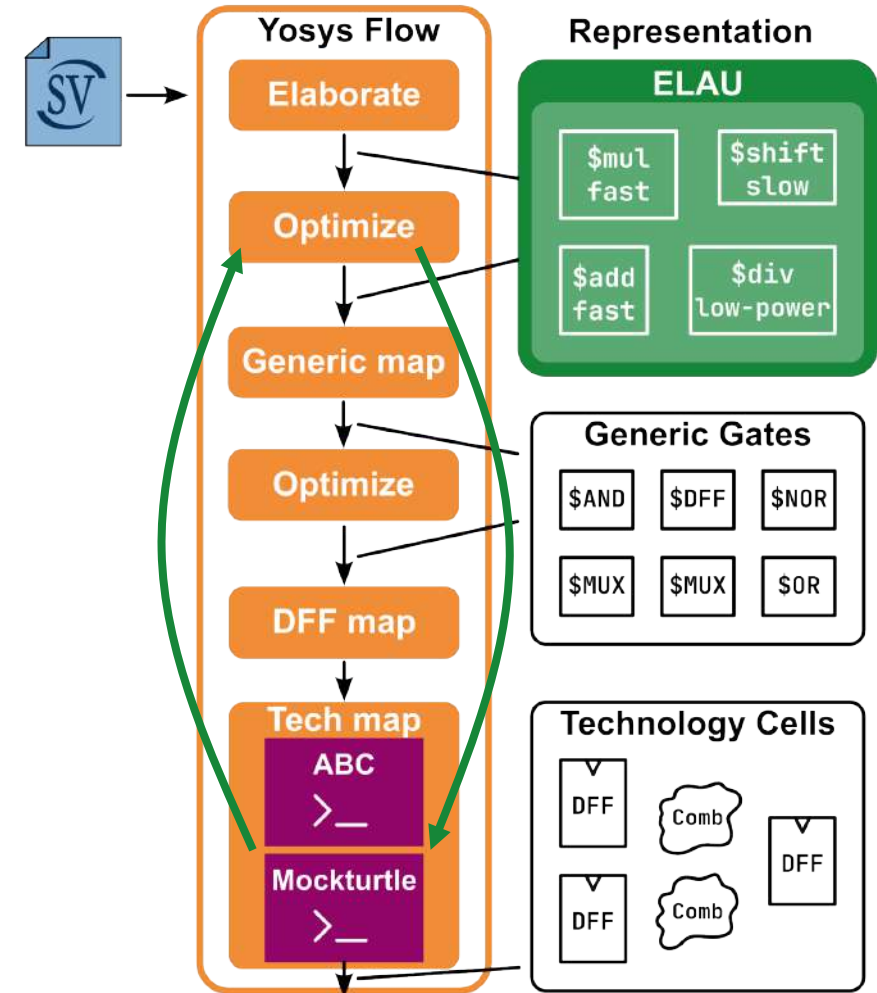 SV
Yosys Flow
Elaborate
Optimize
Generic map
Optimize
DFF map
Tech map
ABC
>_
Mockturtle
>_
Representation
ELAU
$mul
fast
$shift
slow
$add
fast
$div
low-power
Generic Gates
$AND
$DFF
$NOR
$MUX
$MUX
$OR
Technology Cells
DFF
Comb
DFF
DFF
Comb